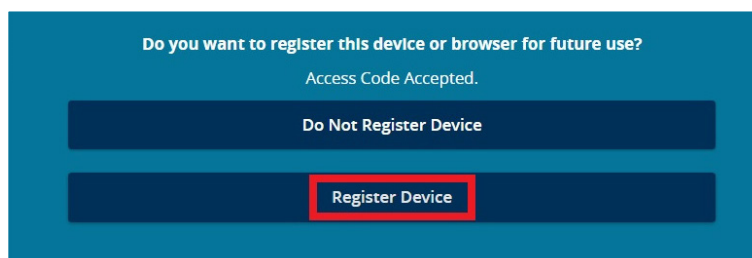 Do you want to register this device or browser for future use?
Access Code Accepted.
Do Not Register Device
Register Device